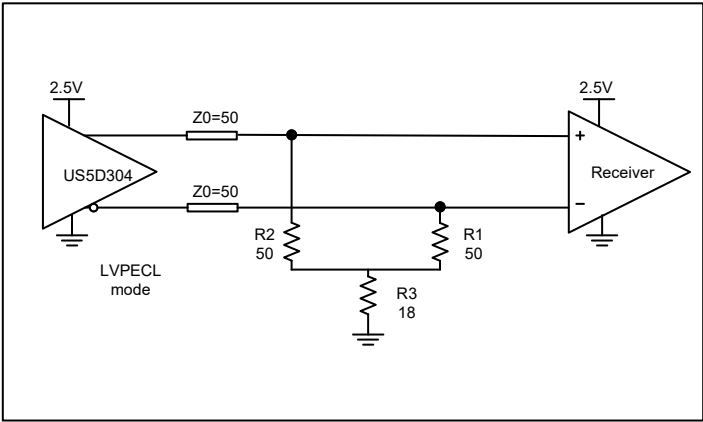 2.5V
2.5V
Z0=50
+
US5D304
Receiver
Z0=50
−
R2
50
R1
50
LVPECL
mode
R3
18